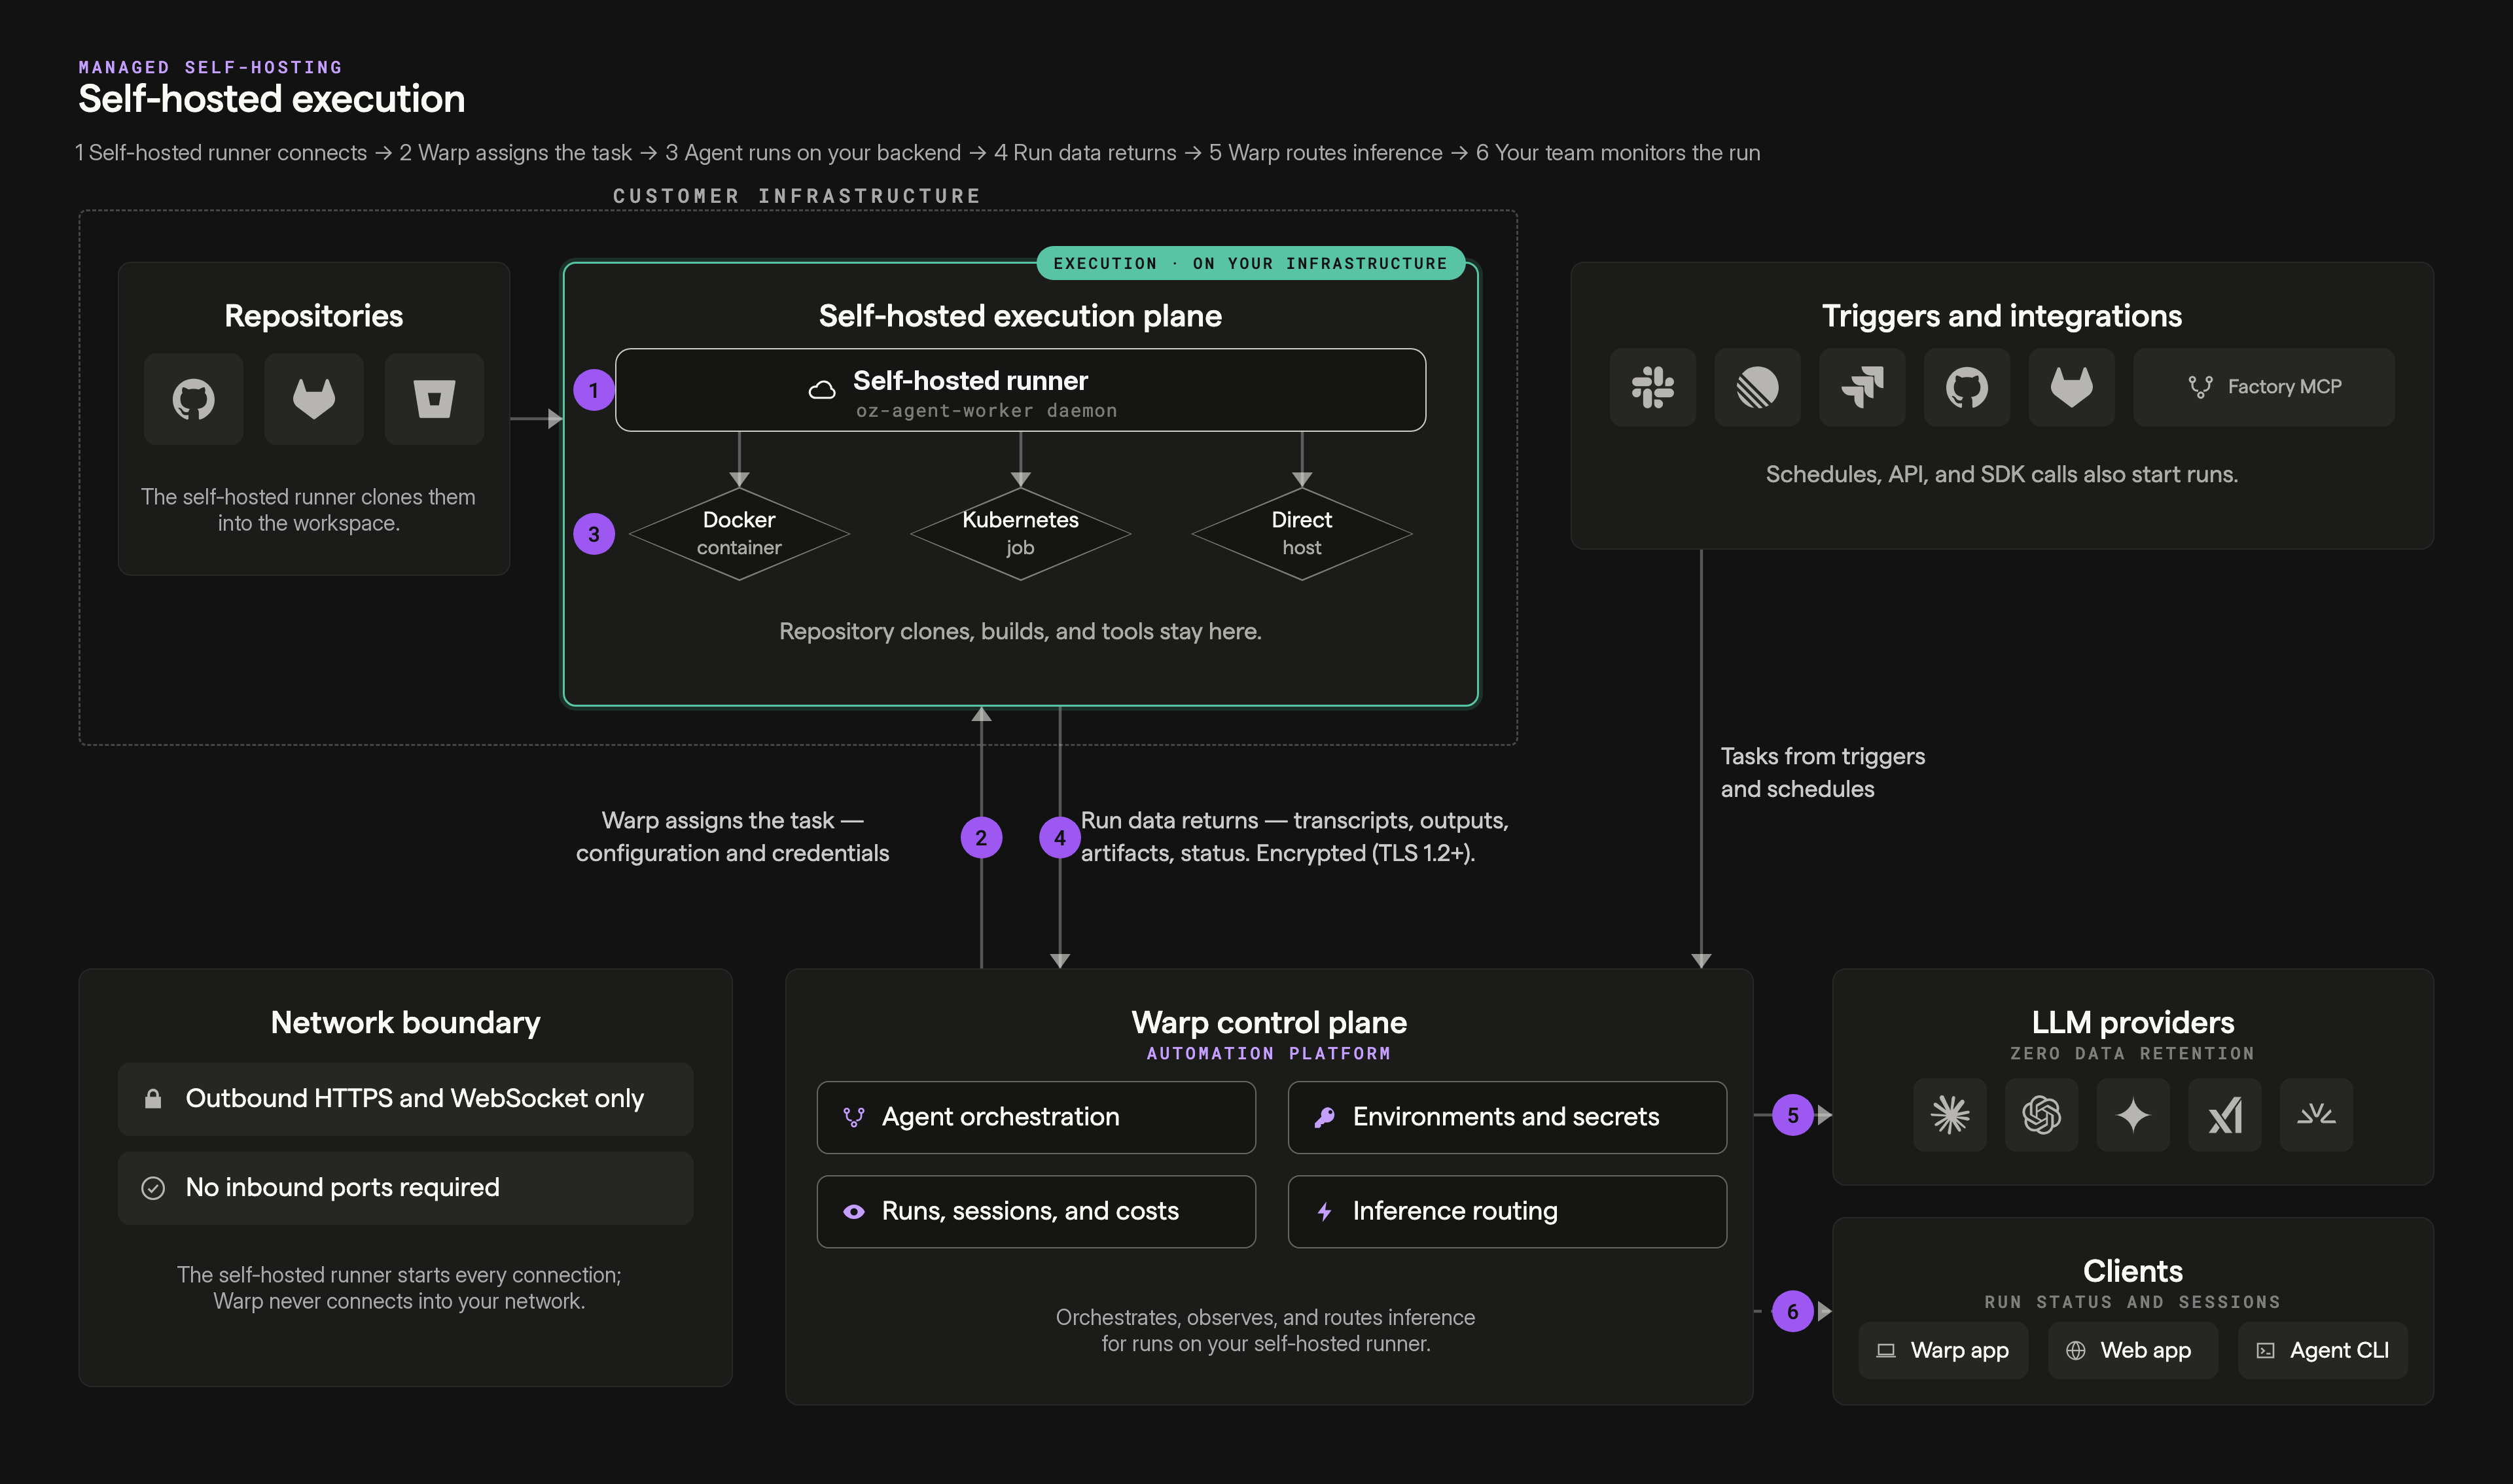 MANAGED SELF-HOSTING
Self-hosted execution
1 Self-hosted runner connects → 2 Warp assigns the task → 3 Agent runs on your backend → 4 Run data returns → 5 Warp routes inference → 6 Your team monitors the run
CUSTOMER INFRASTRUCTURE
Repositories
The self-hosted runner clones them
into the workspace.
EXECUTION · ON YOUR INFRASTRUCTURE
Self-hosted execution plane
1
Self-hosted runner
oz-agent-worker daemon
3
Docker
container
Kubernetes
job
Direct
host
Repository clones, builds, and tools stay here.
Triggers and integrations
Factory MCP
Schedules, API, and SDK calls also start runs.
Tasks from triggers
and schedules
Warp assigns the task —
configuration and credentials
2
4
Run data returns — transcripts, outputs,
artifacts, status. Encrypted (TLS 1.2+).
Network boundary
Outbound HTTPS and WebSocket only
No inbound ports required
The self-hosted runner starts every connection;
Warp never connects into your network.
Warp control plane
AUTOMATION PLATFORM
Agent orchestration
Environments and secrets
Runs, sessions, and costs
Inference routing
Orchestrates, observes, and routes inference
for runs on your self-hosted runner.
5
LLM providers
ZERO DATA RETENTION
6
Clients
RUN STATUS AND SESSIONS
Warp app
Web app
Agent CLI